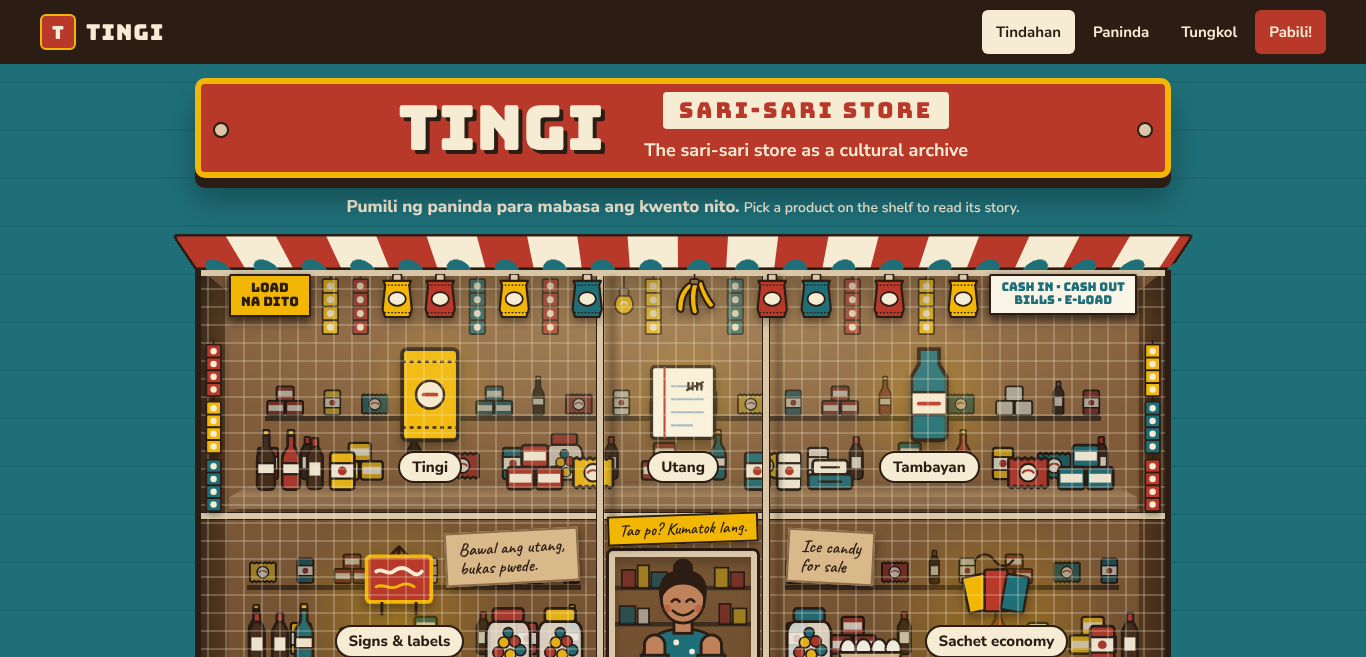 T TINGI
Tindahan Paninda Tungkol Pabili!
TINGI
SARI-SARI STORE
The sari-sari store as a cultural archive
Pumili ng paninda para mabasa ang kwento nito. Pick a product on the shelf to read its story.
LOAD
NA DITO
CASH IN • CASH OUT
BILLS • E-LOAD
Tingi
Utang
Tambayan
Tao po? Kumatok lang.
Bawal ang utang,
bukas pwede.
Ice candy
for sale
Signs & labels
Sachet economy